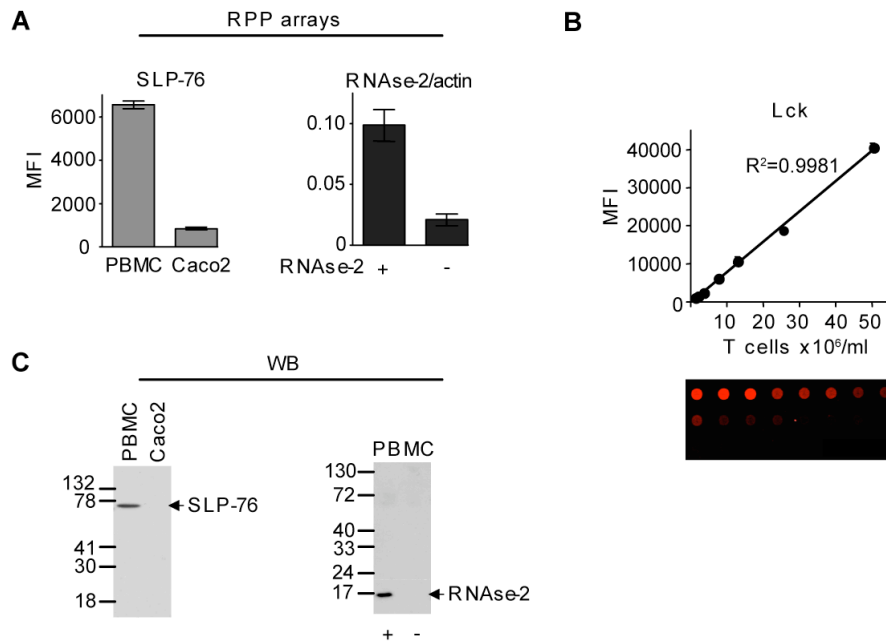 A
RPP arrays
SLP-76
MFI
6000
4000
2000
0
PBMC Caco2
RNAse-2/actin
0.10
0.05
0
RNAse-2 + -
B
Lck
R²=0.9981
MFI
40000
30000
20000
10000
0
10 20 30 40 50
T cells x10⁶/ml
C
WB
PBMC
Caco2
132
78
41
30
18
SLP-76
PBMC
130
72
40
33
24
17
RNAse-2
+ -